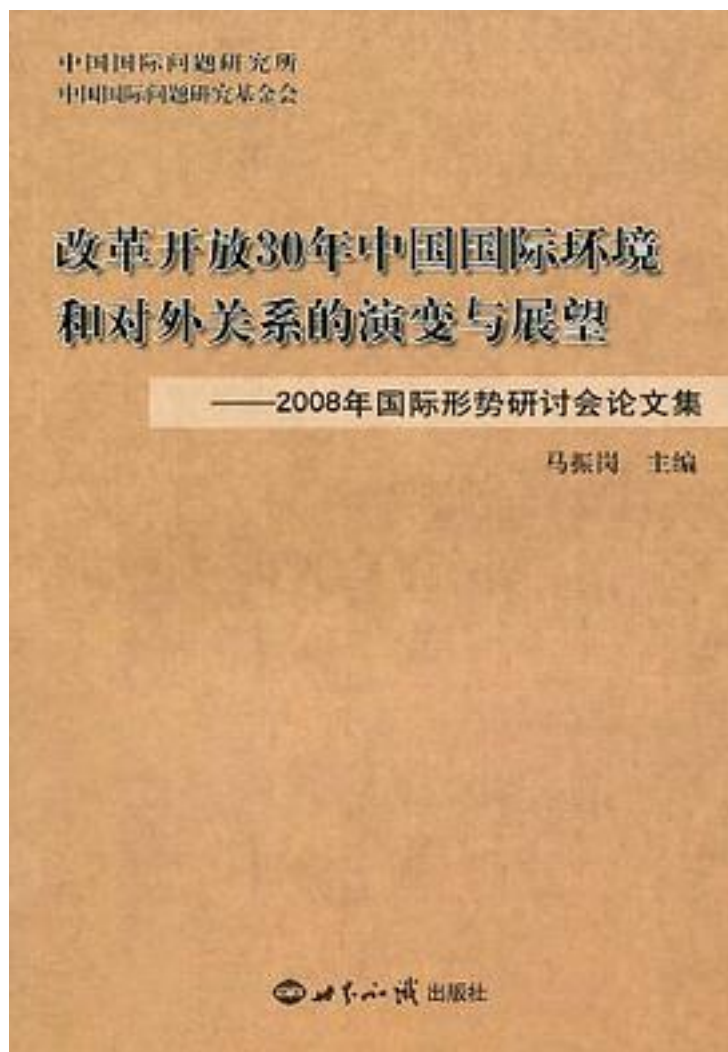 中国国际问题研究所
中国国际问题研究基金会
改革开放30年中国国际环境
和对外关系的演变与展望
——2008年国际形势研讨会论文集
马振岗 主编
世界知识 出版社